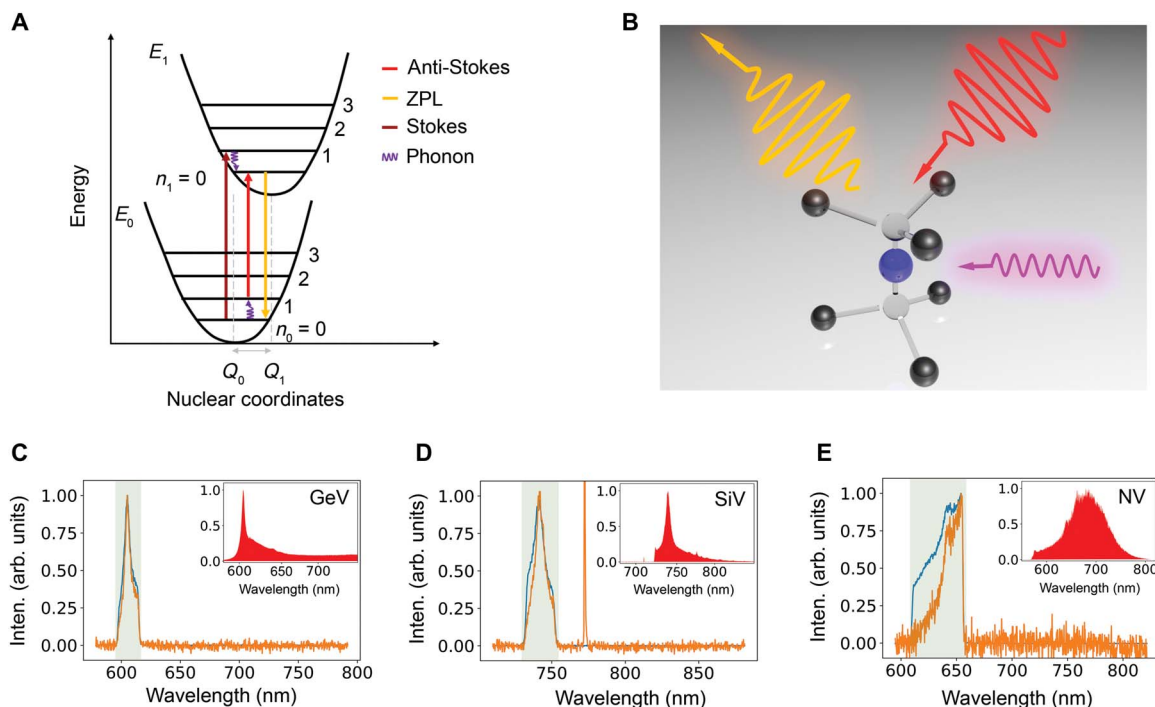 A
E1
E0
Energy
3
2
1
n1 = 0
3
2
1
n0 = 0
Q0 Q1
Nuclear coordinates
Anti-Stokes
ZPL
Stokes
Phonon
B
C
Inten. (arb. units)
1.00
0.75
0.50
0.25
0.00
600 650 700 750
Wavelength (nm)
GeV
1.0
0.5
0.0
600 650 700
Wavelength (nm)
D
Inten. (arb. units)
1.00
0.75
0.50
0.25
0.00
750 800 850
Wavelength (nm)
SiV
1.0
0.5
0.0
700 750 800
Wavelength (nm)
E
Inten. (arb. units)
1.00
0.75
0.50
0.25
0.00
600 650 700 750 800
Wavelength (nm)
NV
1.0
0.5
0.0
600 700 800
Wavelength (nm)